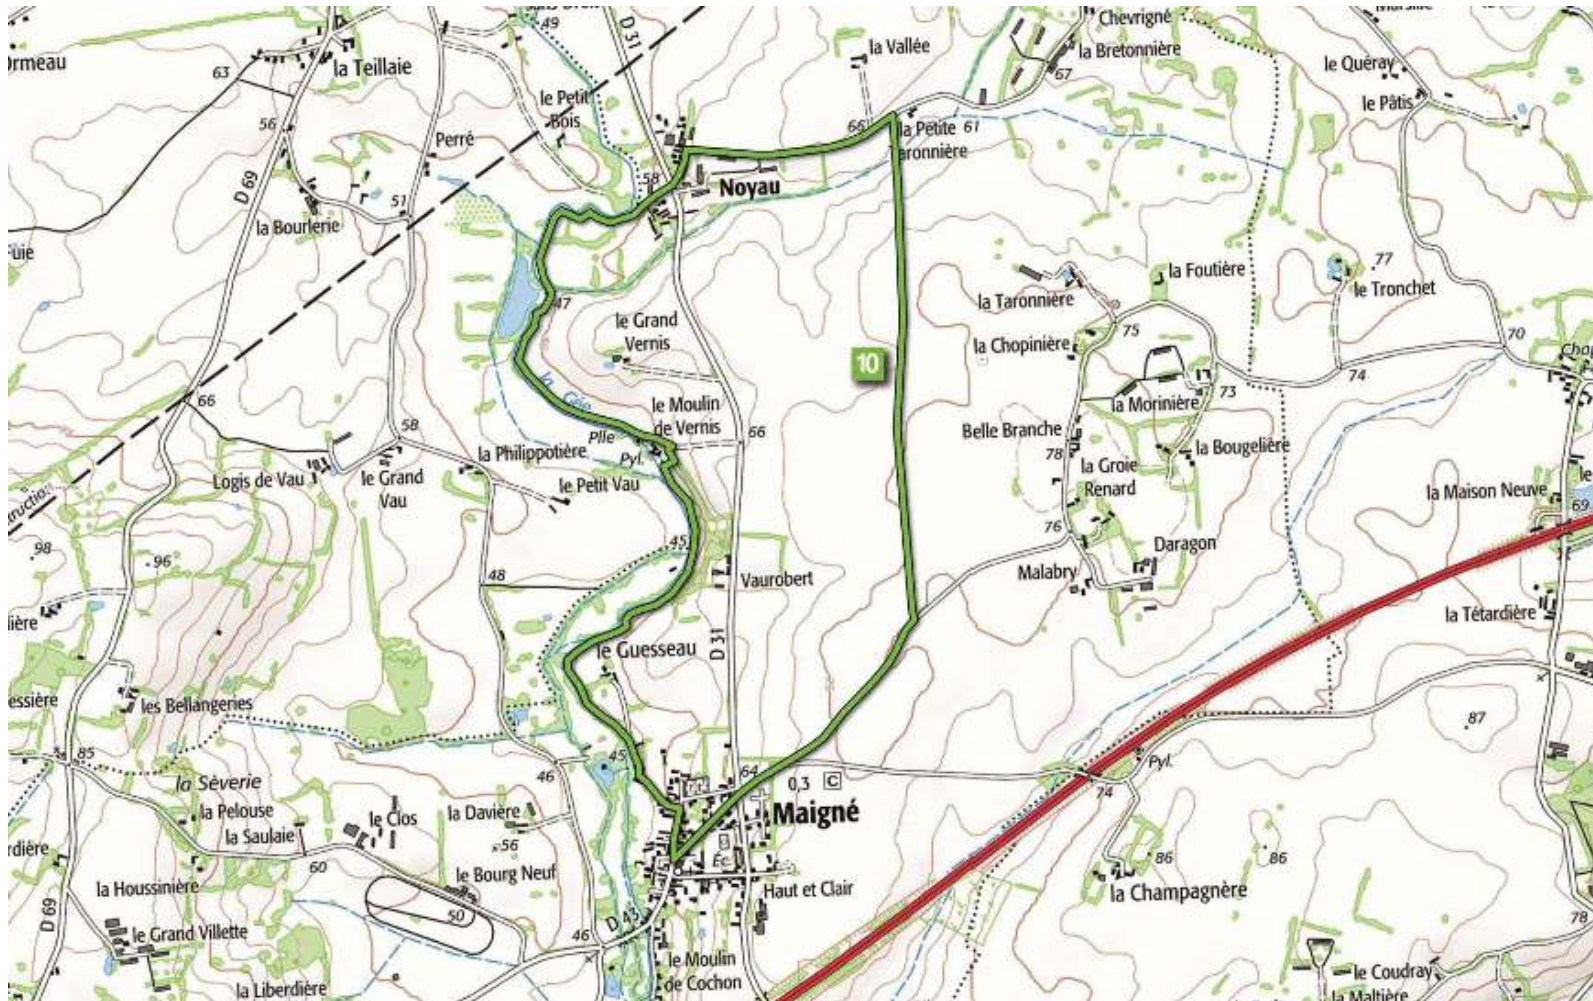 49
D 31
Chevrigné
la Bretonnière
67
la Vallée
le Quéray
le Pâtis
la Teillaie
63
56
D 69
le Petit
Bois
Perré
51
la Bourlerie
58
Noyau
66
la Petite
61
77
la Foutière
le Tronchet
la Taronnière
75
la Chopinière
70
74
73
la Morinière
47
le Grand
Vernis
10
66
58
le Moulin
de Vernis
66
Plle
Pyl.
la Philippotière
le Petit Vau
Logis de Vau
le Grand
Vau
Belle Branche
78
la Bougelière
la Groie
Renard
76
la Maison Neuve
69
98
96
45
48
Vaurobert
Daragon
Malabry
la Tétardière
le Guesseau
D 31
les Bellangeries
87
85
la Séverie
la Pelouse
la Saulaie
60
le Clos
la Davière
56
46
45
64
0,3 C
Maigné
Pyl.
74
86
86
la Champagnère
le Bourg Neuf
50
Éc.
Haut et Clair
la Houssinière
D 69
le Grand Villette
46
D 43
le Moulin
de Cochon
la Liberdière
78
le Coudray
la Maltière